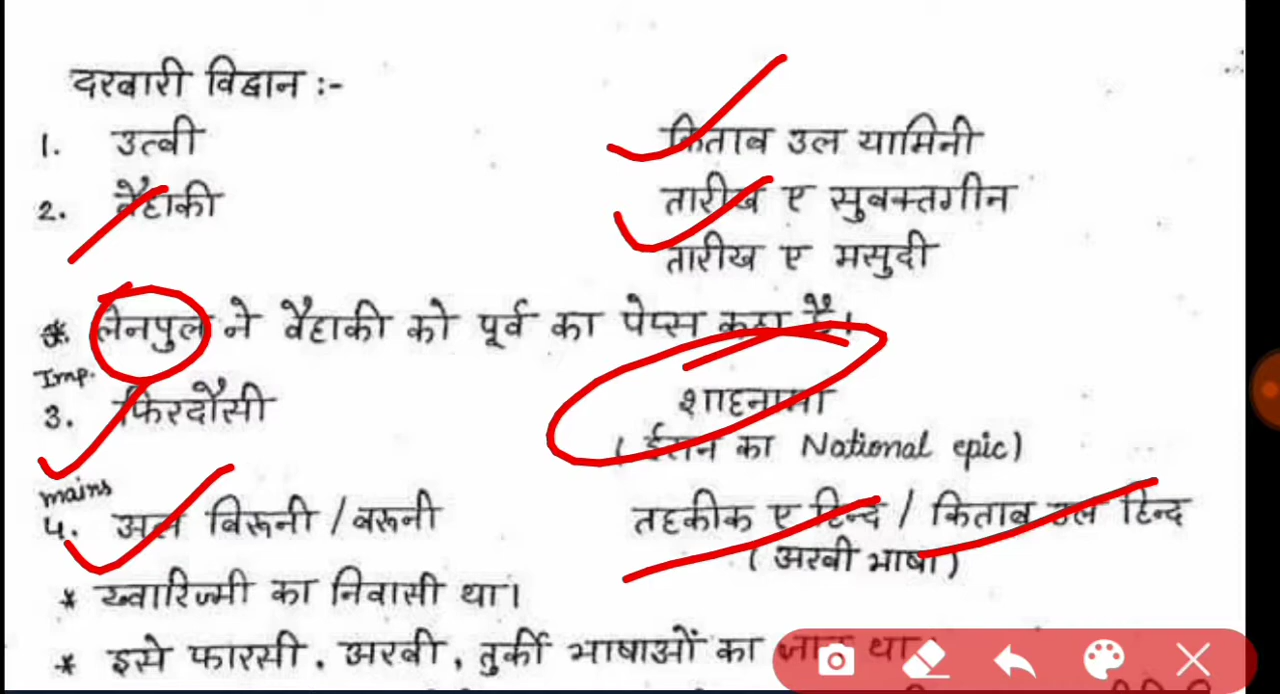 दरबारी विद्वान :-
1. उत्वी किताब उल यामिनी
2. वैहाकी तारीख ए सुबक्तगीन
तारीख ए मसुदी
* लेनपुल ने वैहाकी को पूर्व का पेप्स कहा है।
Imp.
3. फिरदौसी शाहनामा
(ईरान का National epic)
mains
4. अल बिरूनी / वरूनी तहकीक ए हिन्द / किताब उल हिन्द
(अरबी भाषा)
* ख्वारिज्मी का निवासी था।
* इसे फारसी, अरबी, तुर्की भाषाओं का ज्ञान था